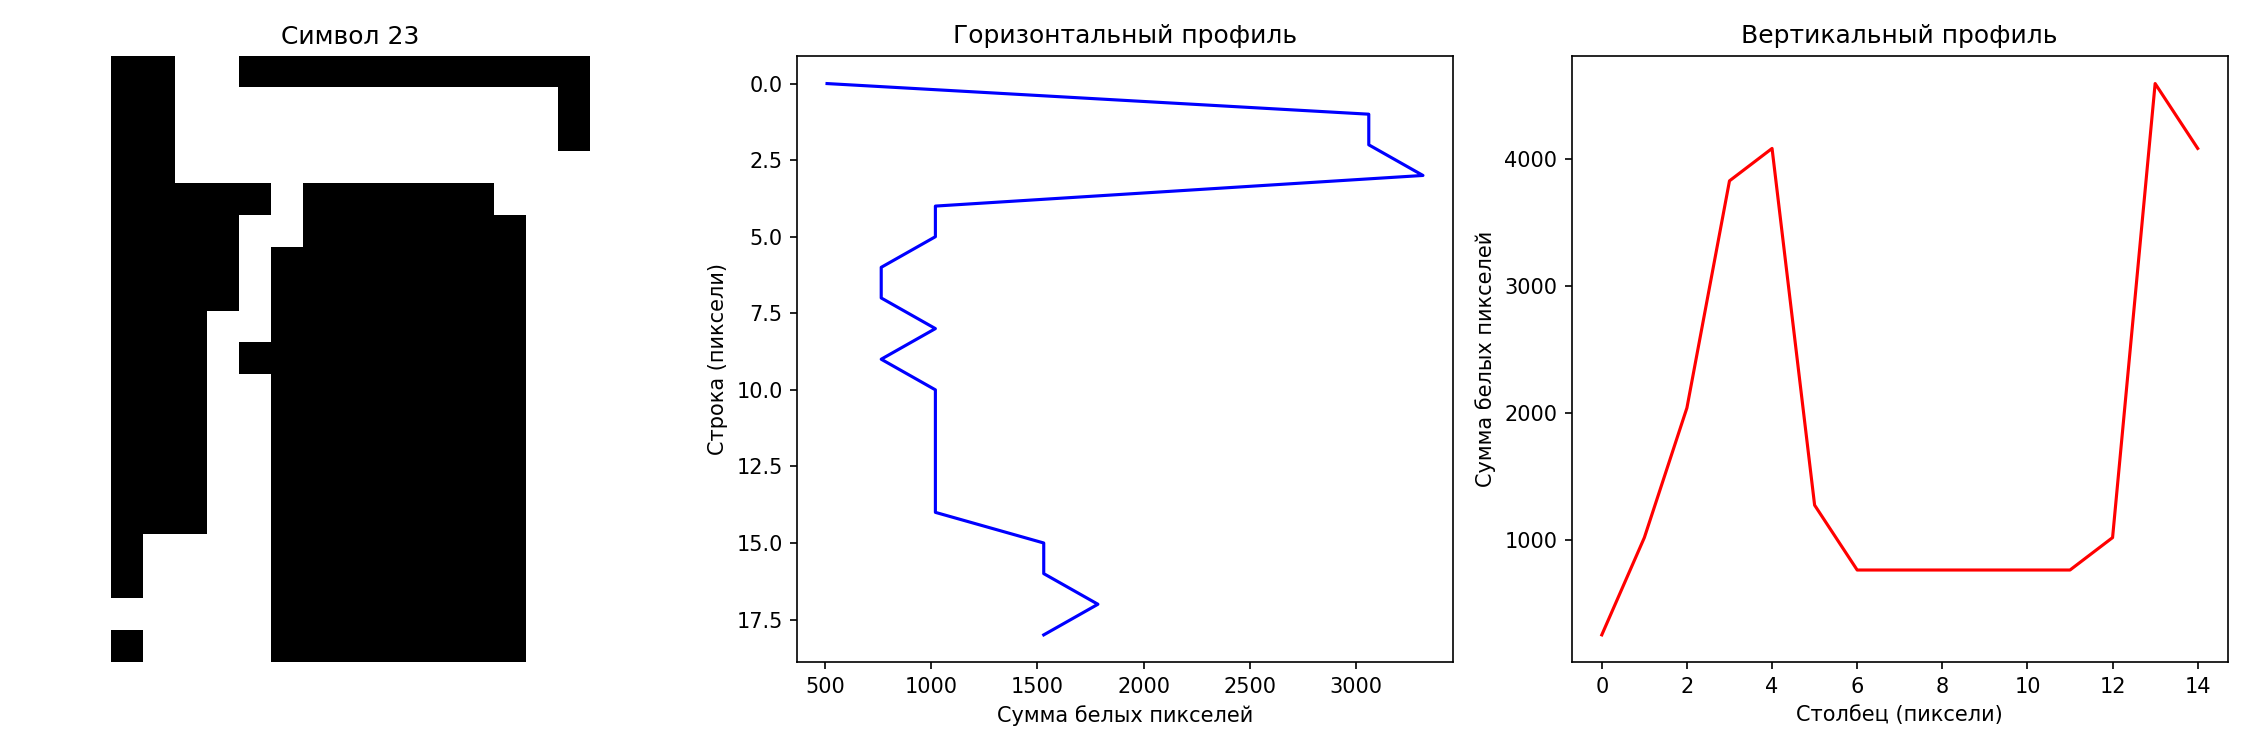 Символ 23
Горизонтальный профиль
0.0
2.5
5.0
7.5
10.0
12.5
15.0
17.5
Строка (пиксели)
500 1000 1500 2000 2500 3000
Сумма белых пикселей
Вертикальный профиль
4000
3000
2000
1000
Сумма белых пикселей
0 2 4 6 8 10 12 14
Столбец (пиксели)